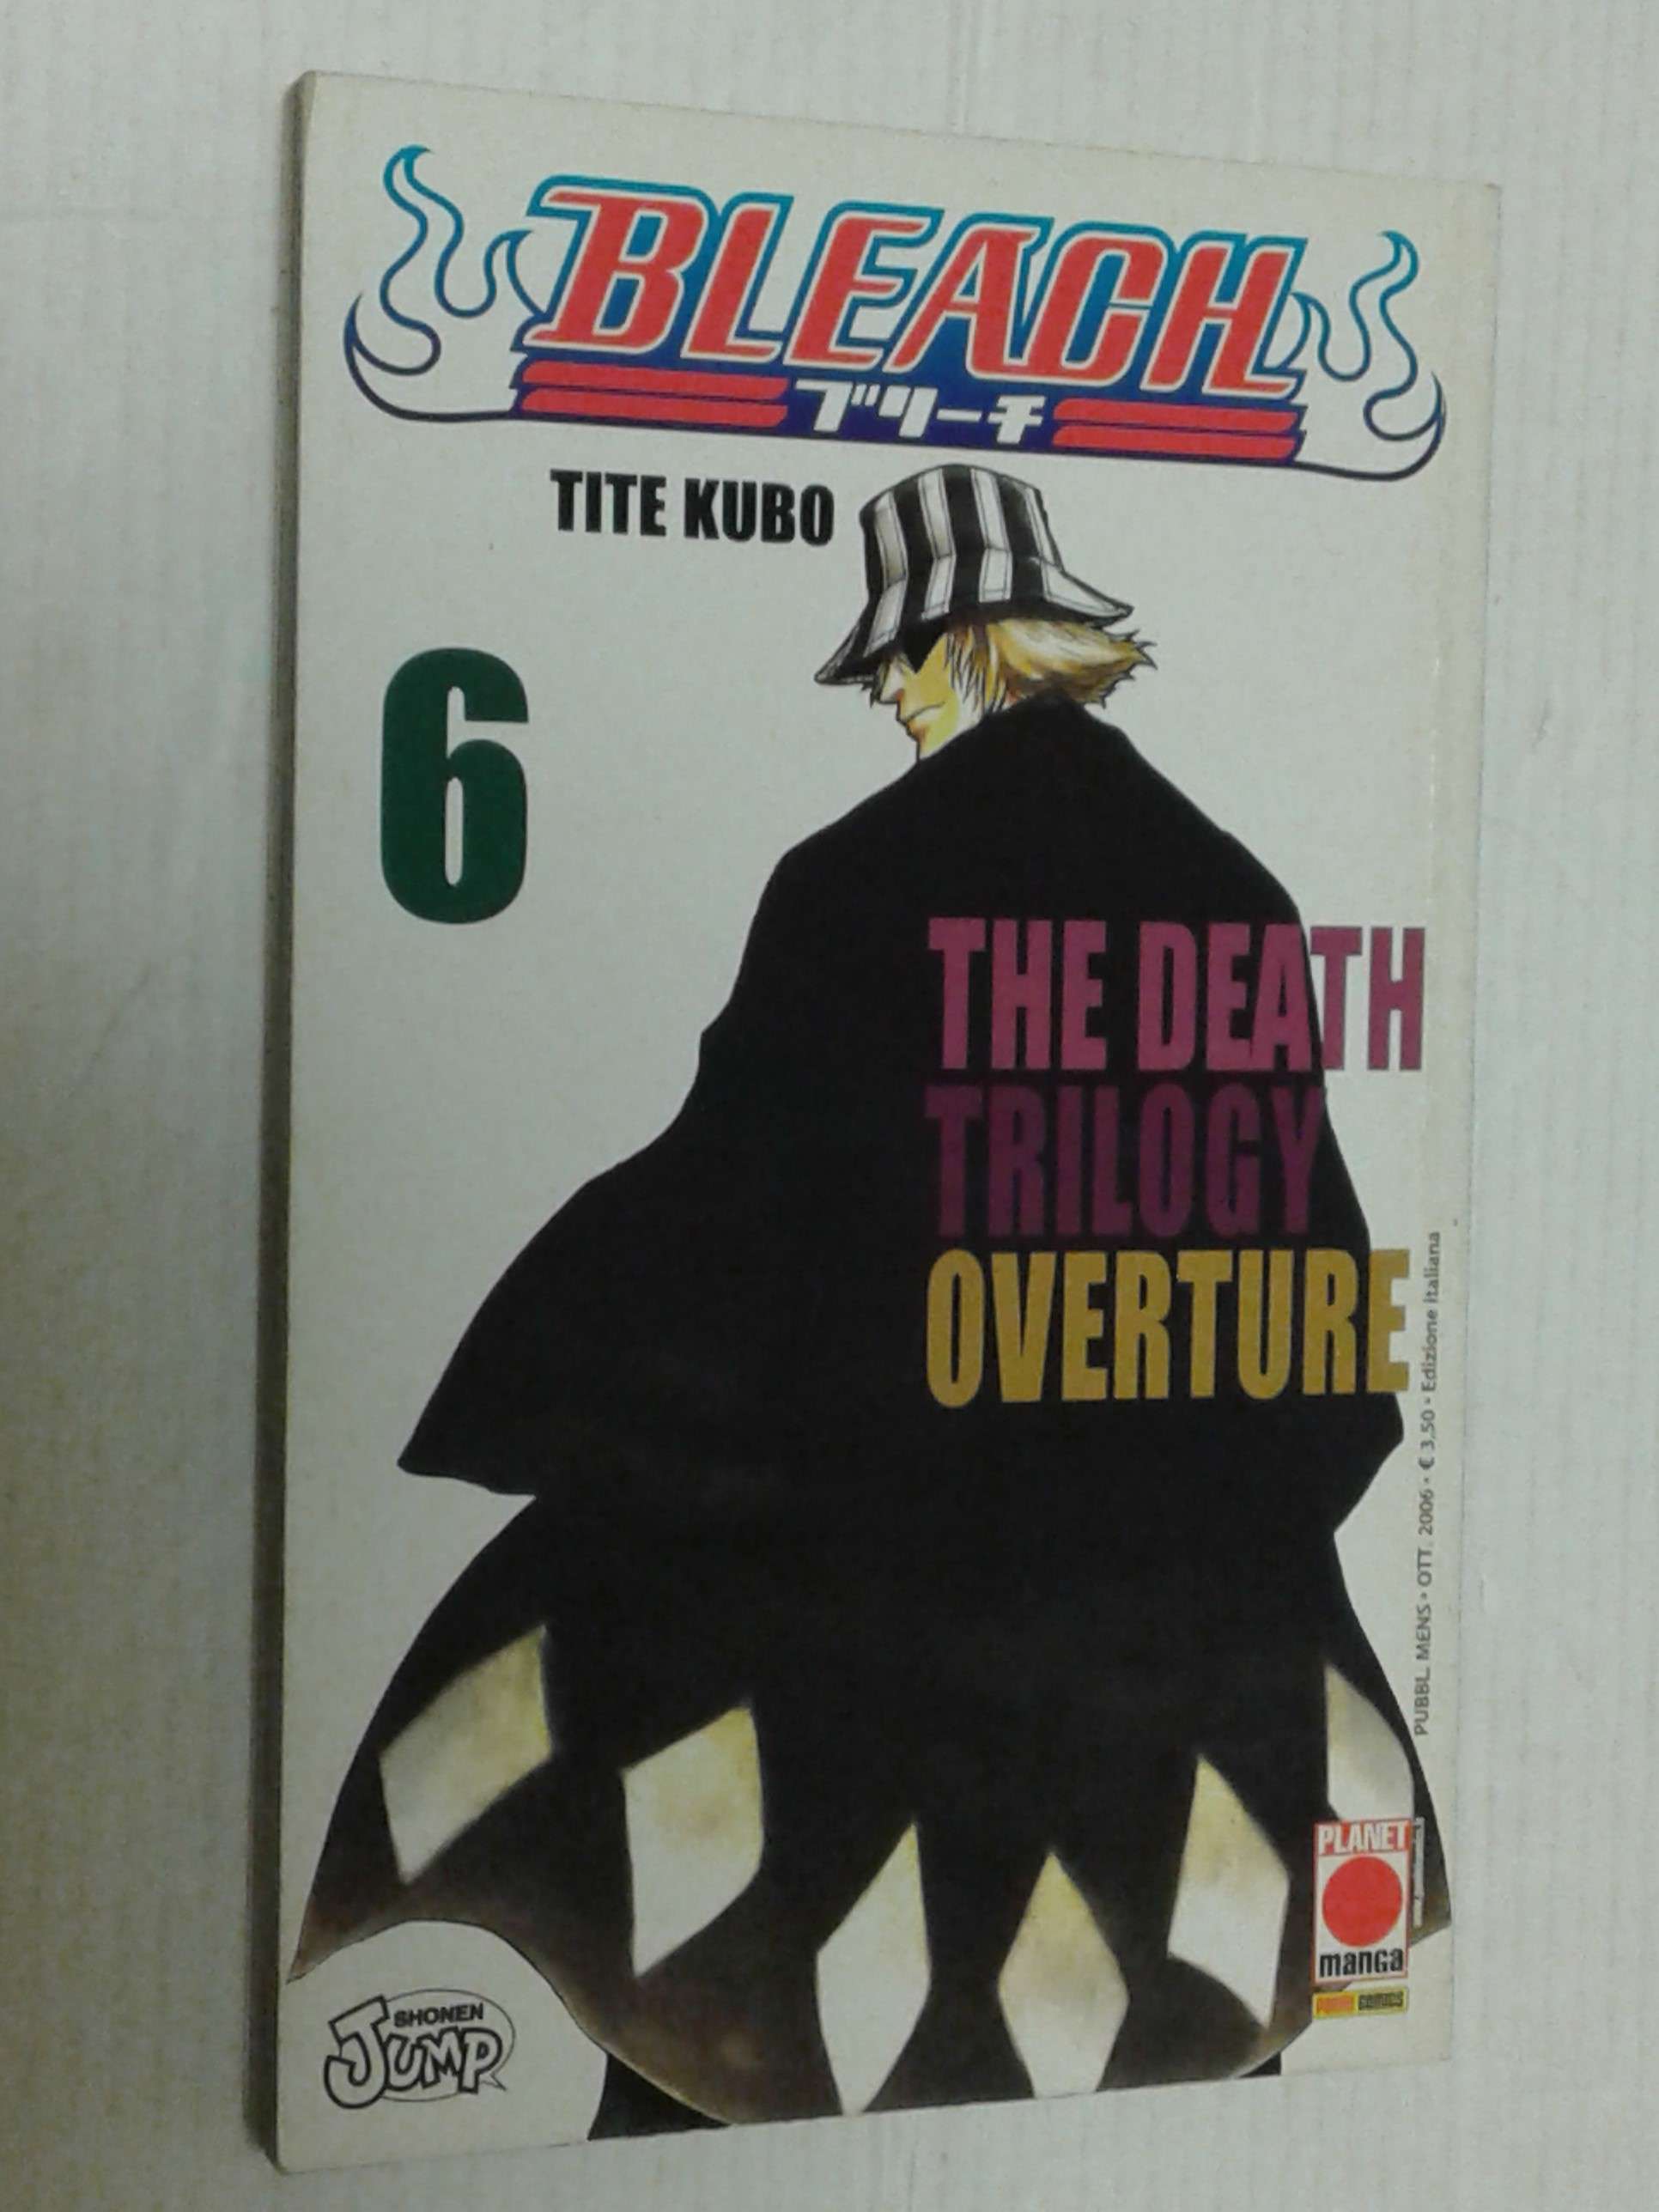 BLEACH
ブリーチ
TITE KUBO
6
THE DEATH
TRILOGY
OVERTURE
PUBBL. MENS • OTT. 2006 • € 3,50 • Edizione italiana
PLANET
manga
PANINI COMICS
SHONEN
JUMP